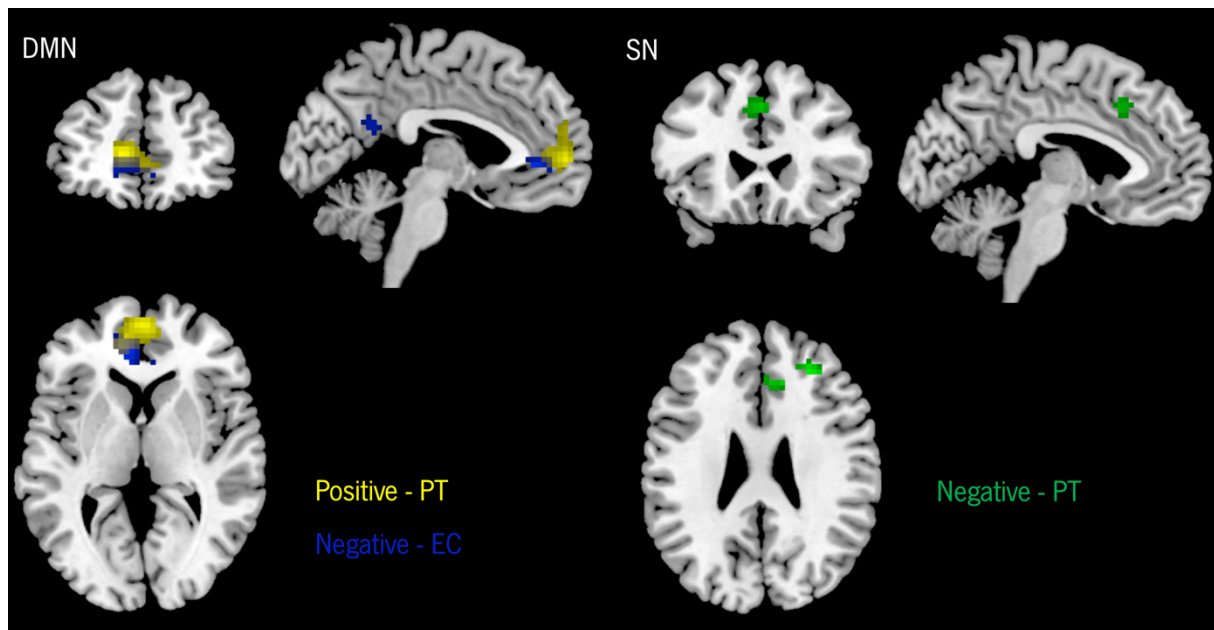 DMN
SN
Positive - PT
Negative - EC
Negative - PT